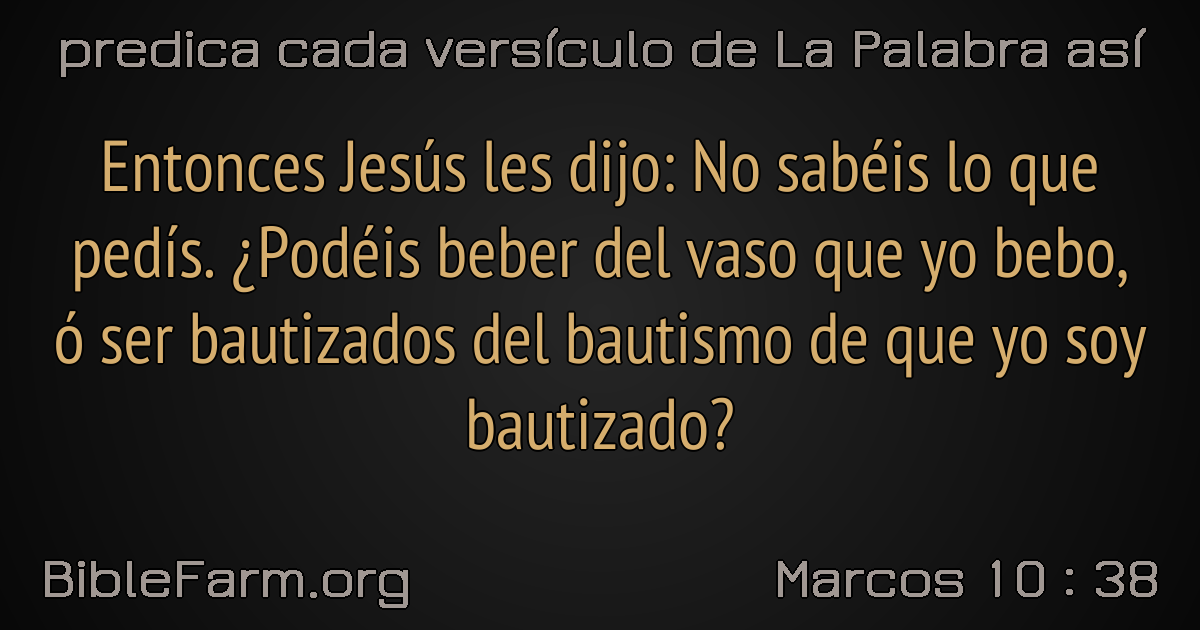 predica cada versículo de La Palabra así
Entonces Jesús les dijo: No sabéis lo que
pedís. ¿Podéis beber del vaso que yo bebo,
ó ser bautizados del bautismo de que yo soy
bautizado?
BibleFarm.org
Marcos 10 : 38